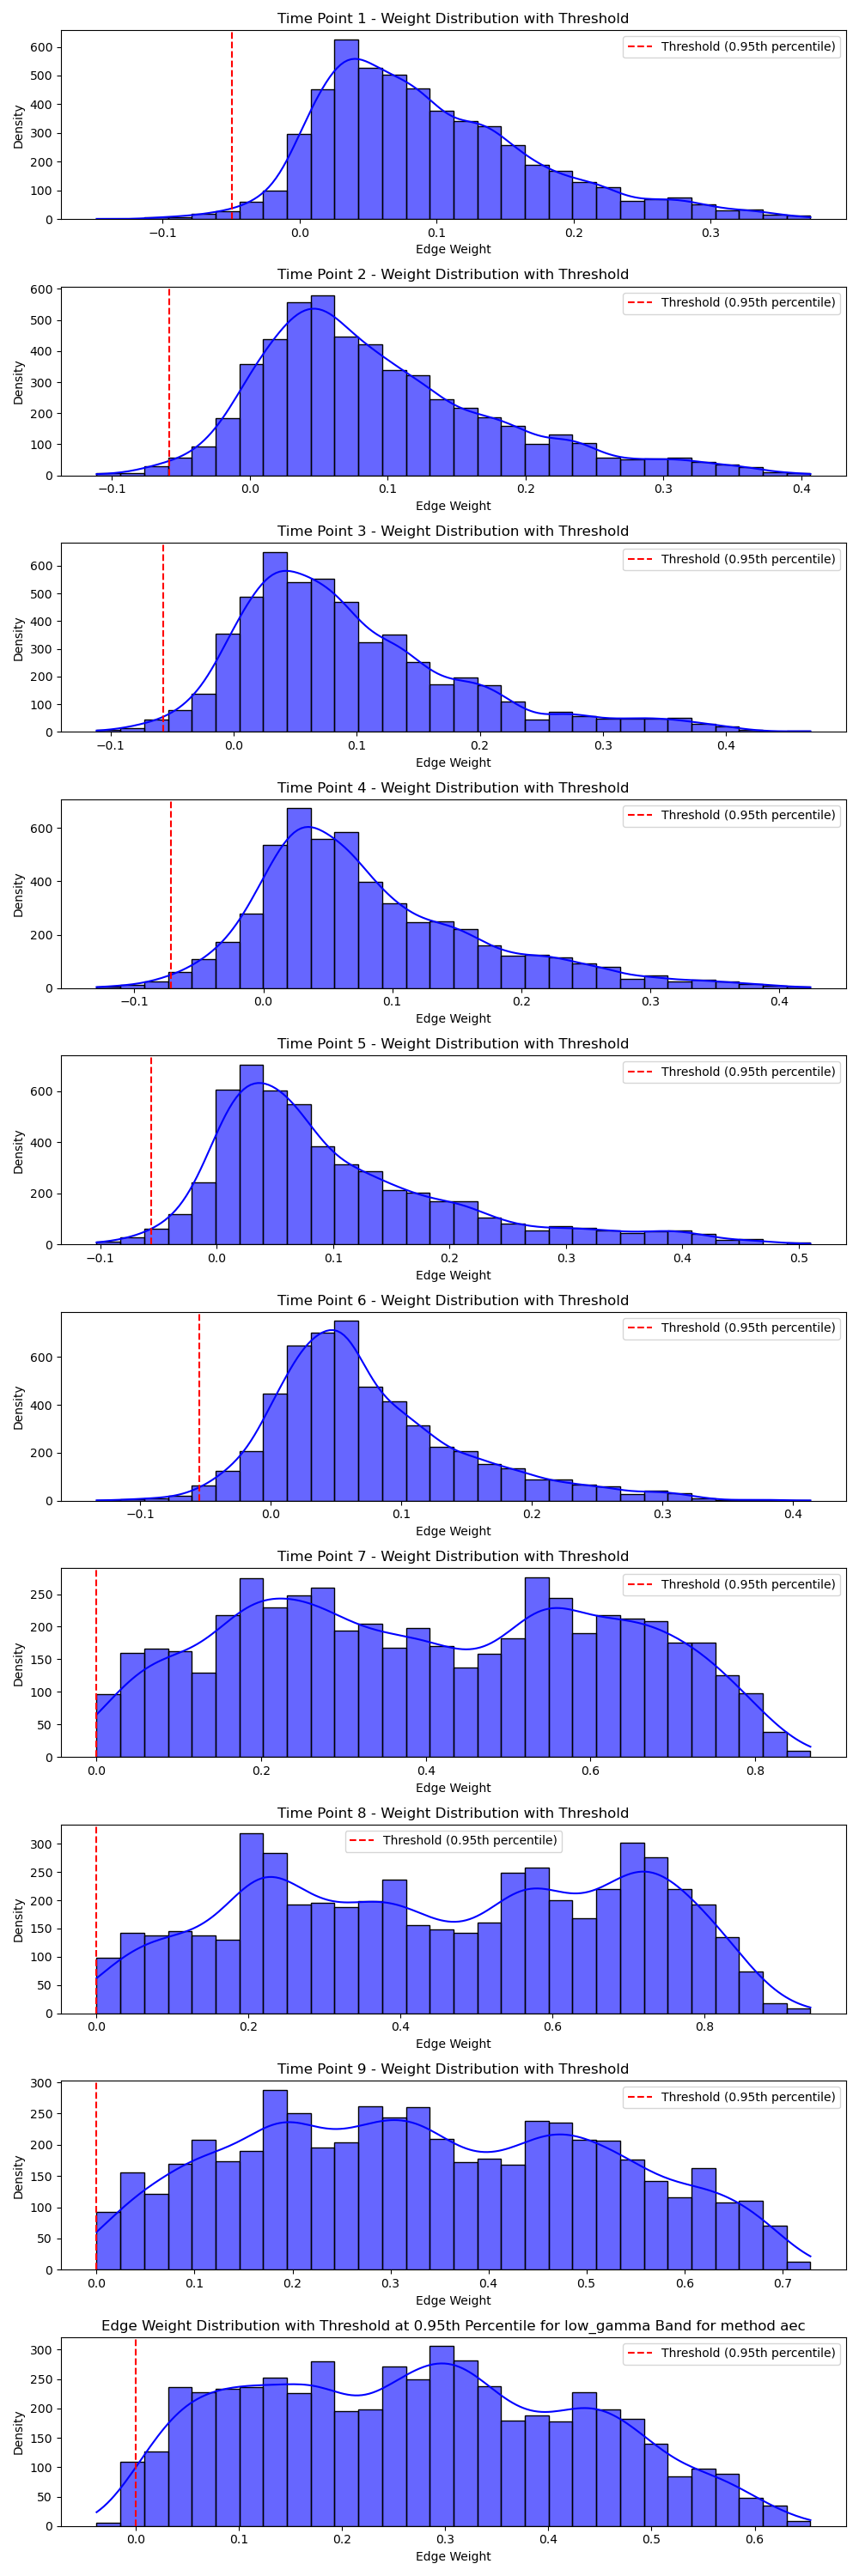 Time Point 1 - Weight Distribution with Threshold
Threshold (0.95th percentile)
Density
600
500
400
300
200
100
0
−0.1 0.0 0.1 0.2 0.3
Edge Weight
Time Point 2 - Weight Distribution with Threshold
Threshold (0.95th percentile)
Density
600
500
400
300
200
100
0
−0.1 0.0 0.1 0.2 0.3 0.4
Edge Weight
Time Point 3 - Weight Distribution with Threshold
Threshold (0.95th percentile)
Density
600
500
400
300
200
100
0
−0.1 0.0 0.1 0.2 0.3 0.4
Edge Weight
Time Point 4 - Weight Distribution with Threshold
Threshold (0.95th percentile)
Density
600
400
200
0
−0.1 0.0 0.1 0.2 0.3 0.4
Edge Weight
Time Point 5 - Weight Distribution with Threshold
Threshold (0.95th percentile)
Density
600
400
200
0
−0.1 0.0 0.1 0.2 0.3 0.4 0.5
Edge Weight
Time Point 6 - Weight Distribution with Threshold
Threshold (0.95th percentile)
Density
600
400
200
0
−0.1 0.0 0.1 0.2 0.3 0.4
Edge Weight
Time Point 7 - Weight Distribution with Threshold
Threshold (0.95th percentile)
Density
250
200
150
100
50
0
0.0 0.2 0.4 0.6 0.8
Edge Weight
Time Point 8 - Weight Distribution with Threshold
Threshold (0.95th percentile)
Density
300
250
200
150
100
50
0
0.0 0.2 0.4 0.6 0.8
Edge Weight
Time Point 9 - Weight Distribution with Threshold
Threshold (0.95th percentile)
Density
300
250
200
150
100
50
0
0.0 0.1 0.2 0.3 0.4 0.5 0.6 0.7
Edge Weight
Edge Weight Distribution with Threshold at 0.95th Percentile for low_gamma Band for method aec
Threshold (0.95th percentile)
Density
300
250
200
150
100
50
0
0.0 0.1 0.2 0.3 0.4 0.5 0.6
Edge Weight